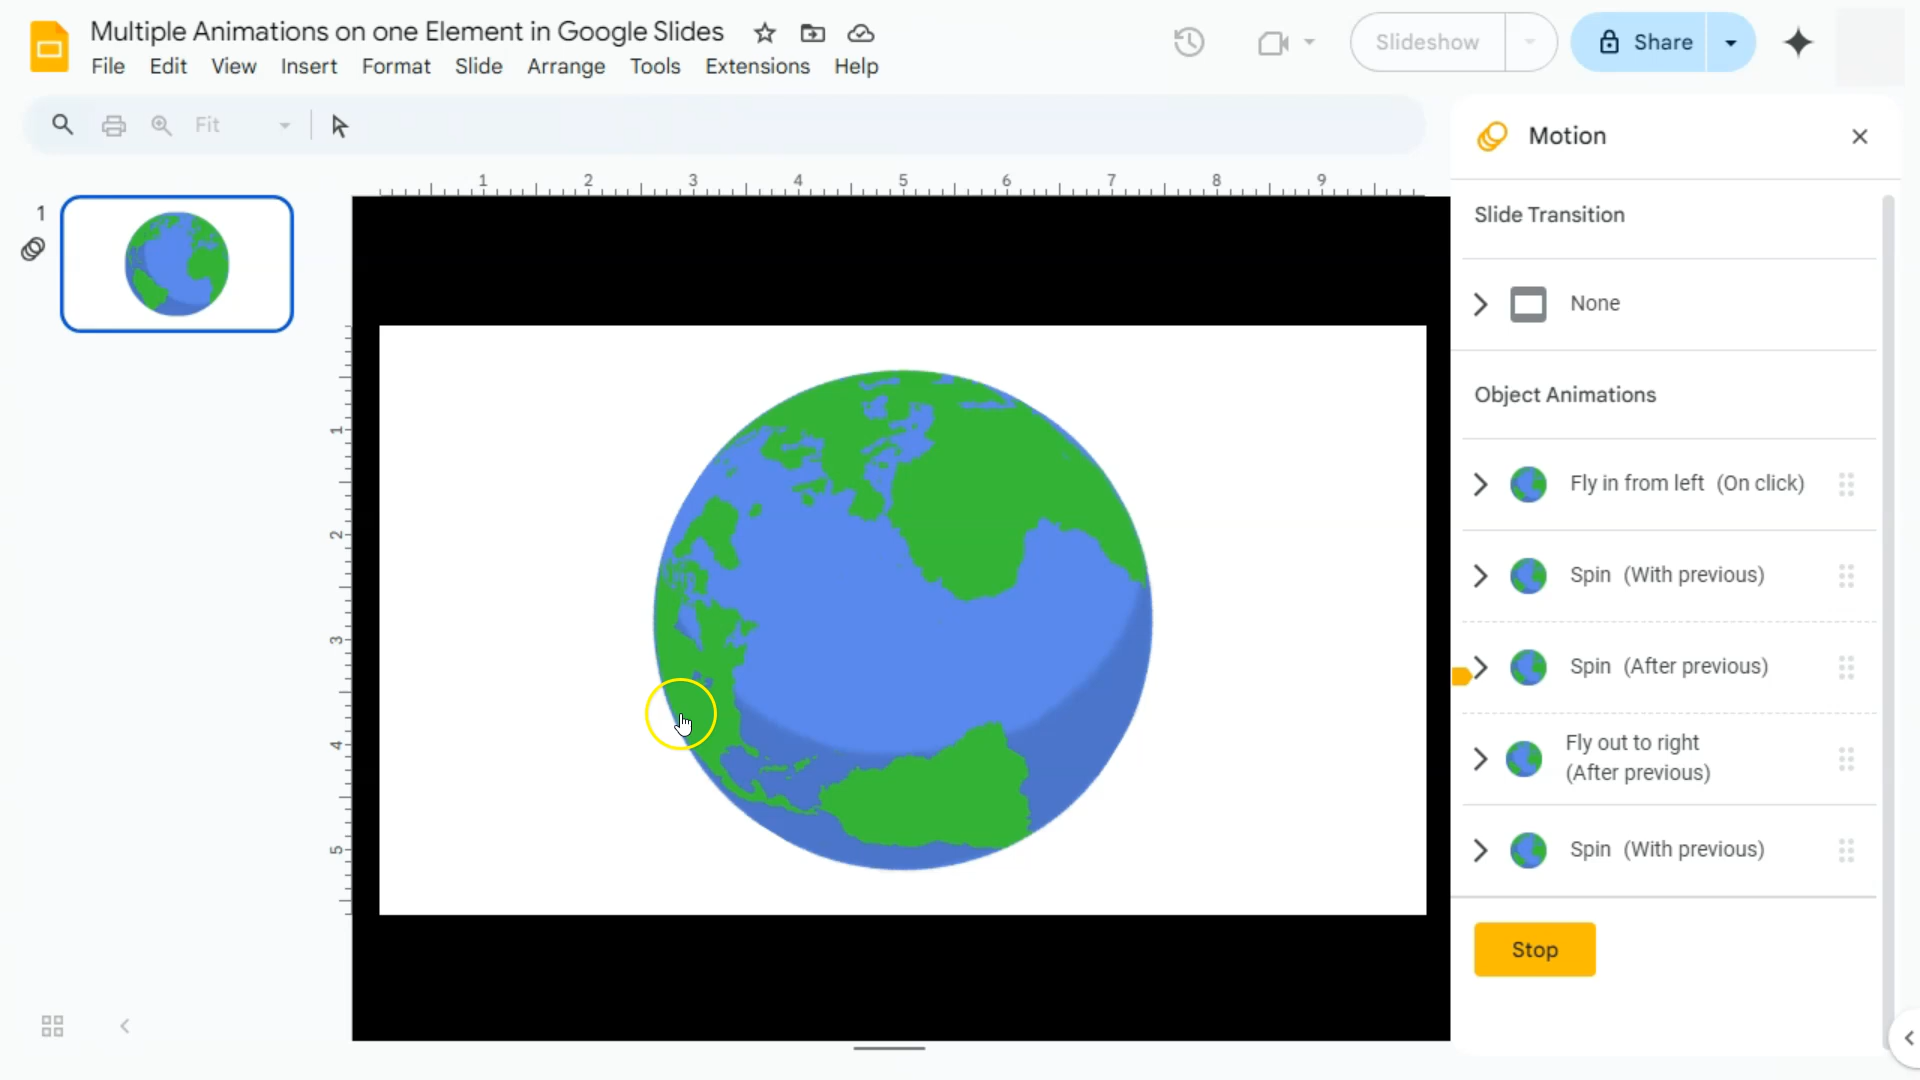 Multiple Animations on one Element in Google Slides
File Edit View Insert Format Slide Arrange Tools Extensions Help
Slideshow
Share
Fit
Motion
1 2 3 4 5 6 7 8 9
1
Slide Transition
None
Object Animations
1
2
3
4
5
Fly in from left (On click)
Spin (With previous)
Spin (After previous)
Fly out to right
(After previous)
Spin (With previous)
Stop